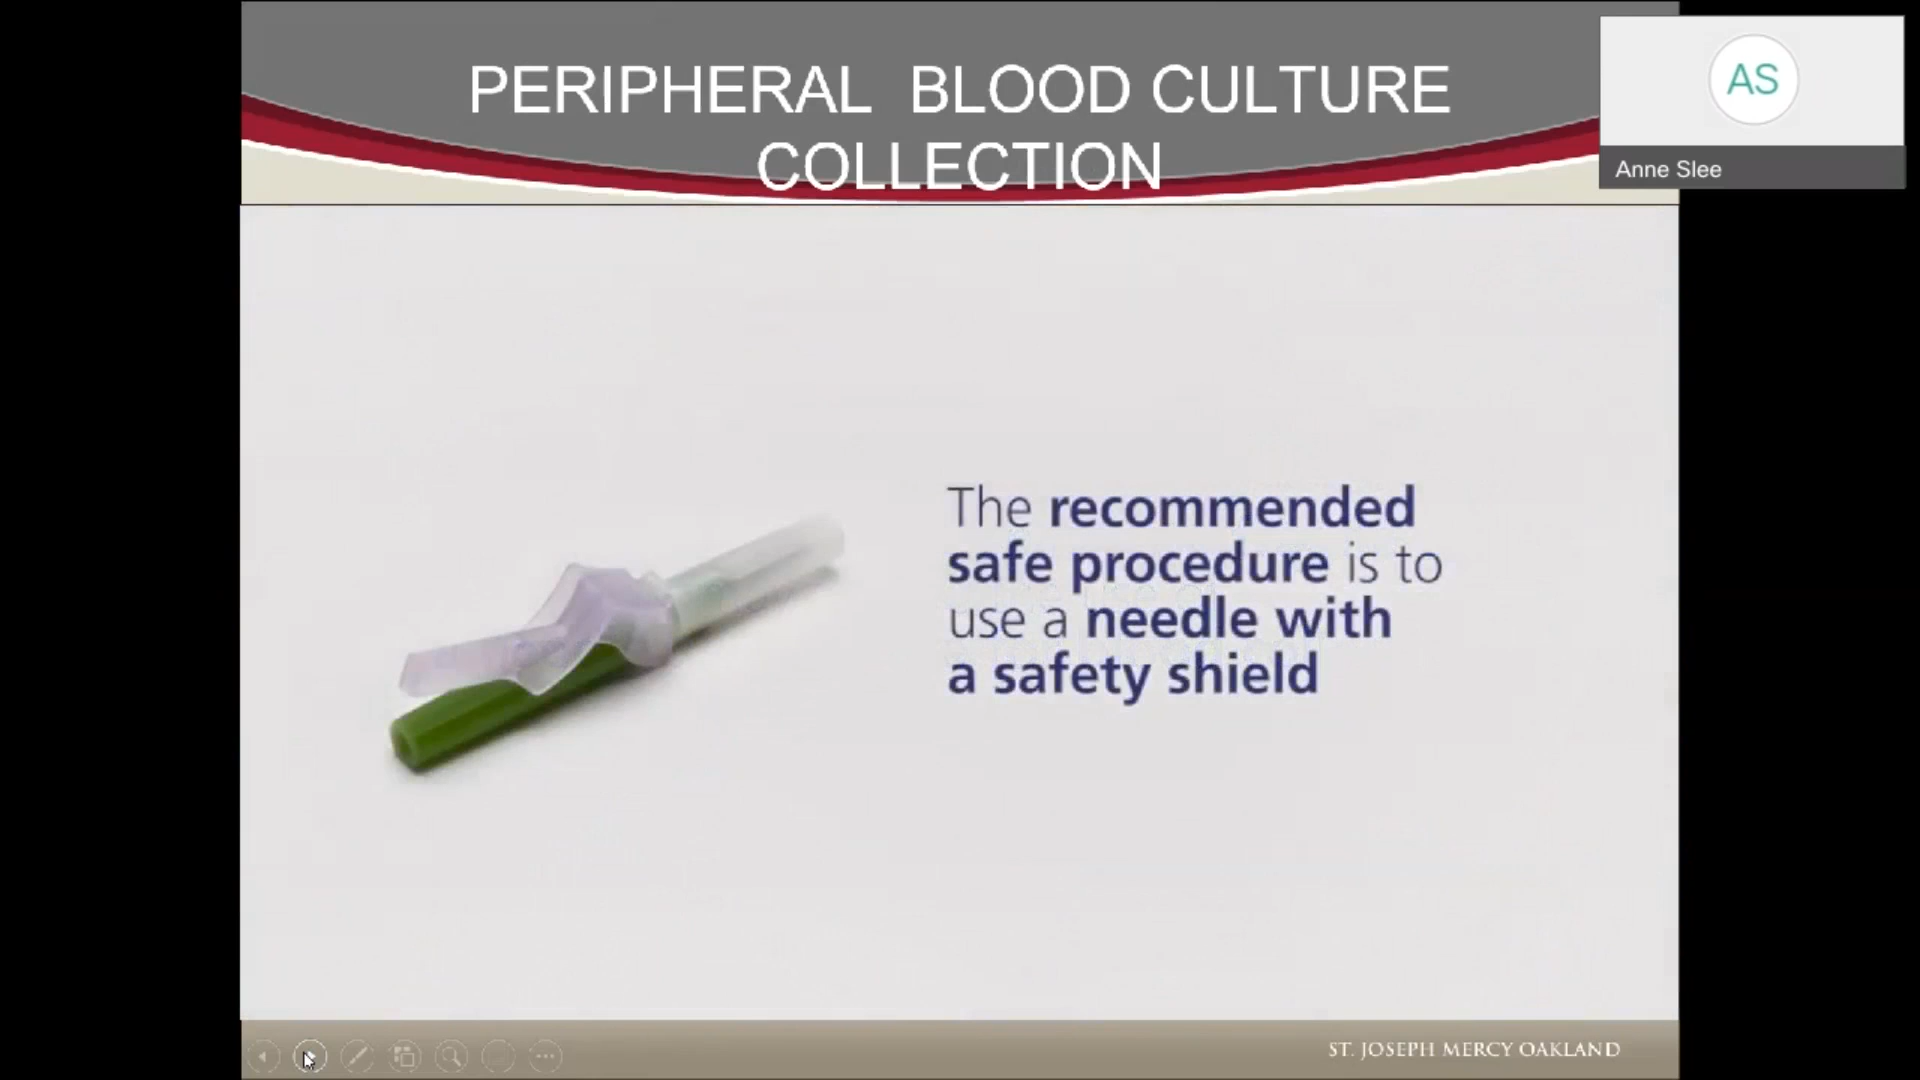 PERIPHERAL BLOOD CULTURE
COLLECTION
AS
Anne Slee
The recommended
safe procedure is to
use a needle with
a safety shield
ST. JOSEPH MERCY OAKLAND